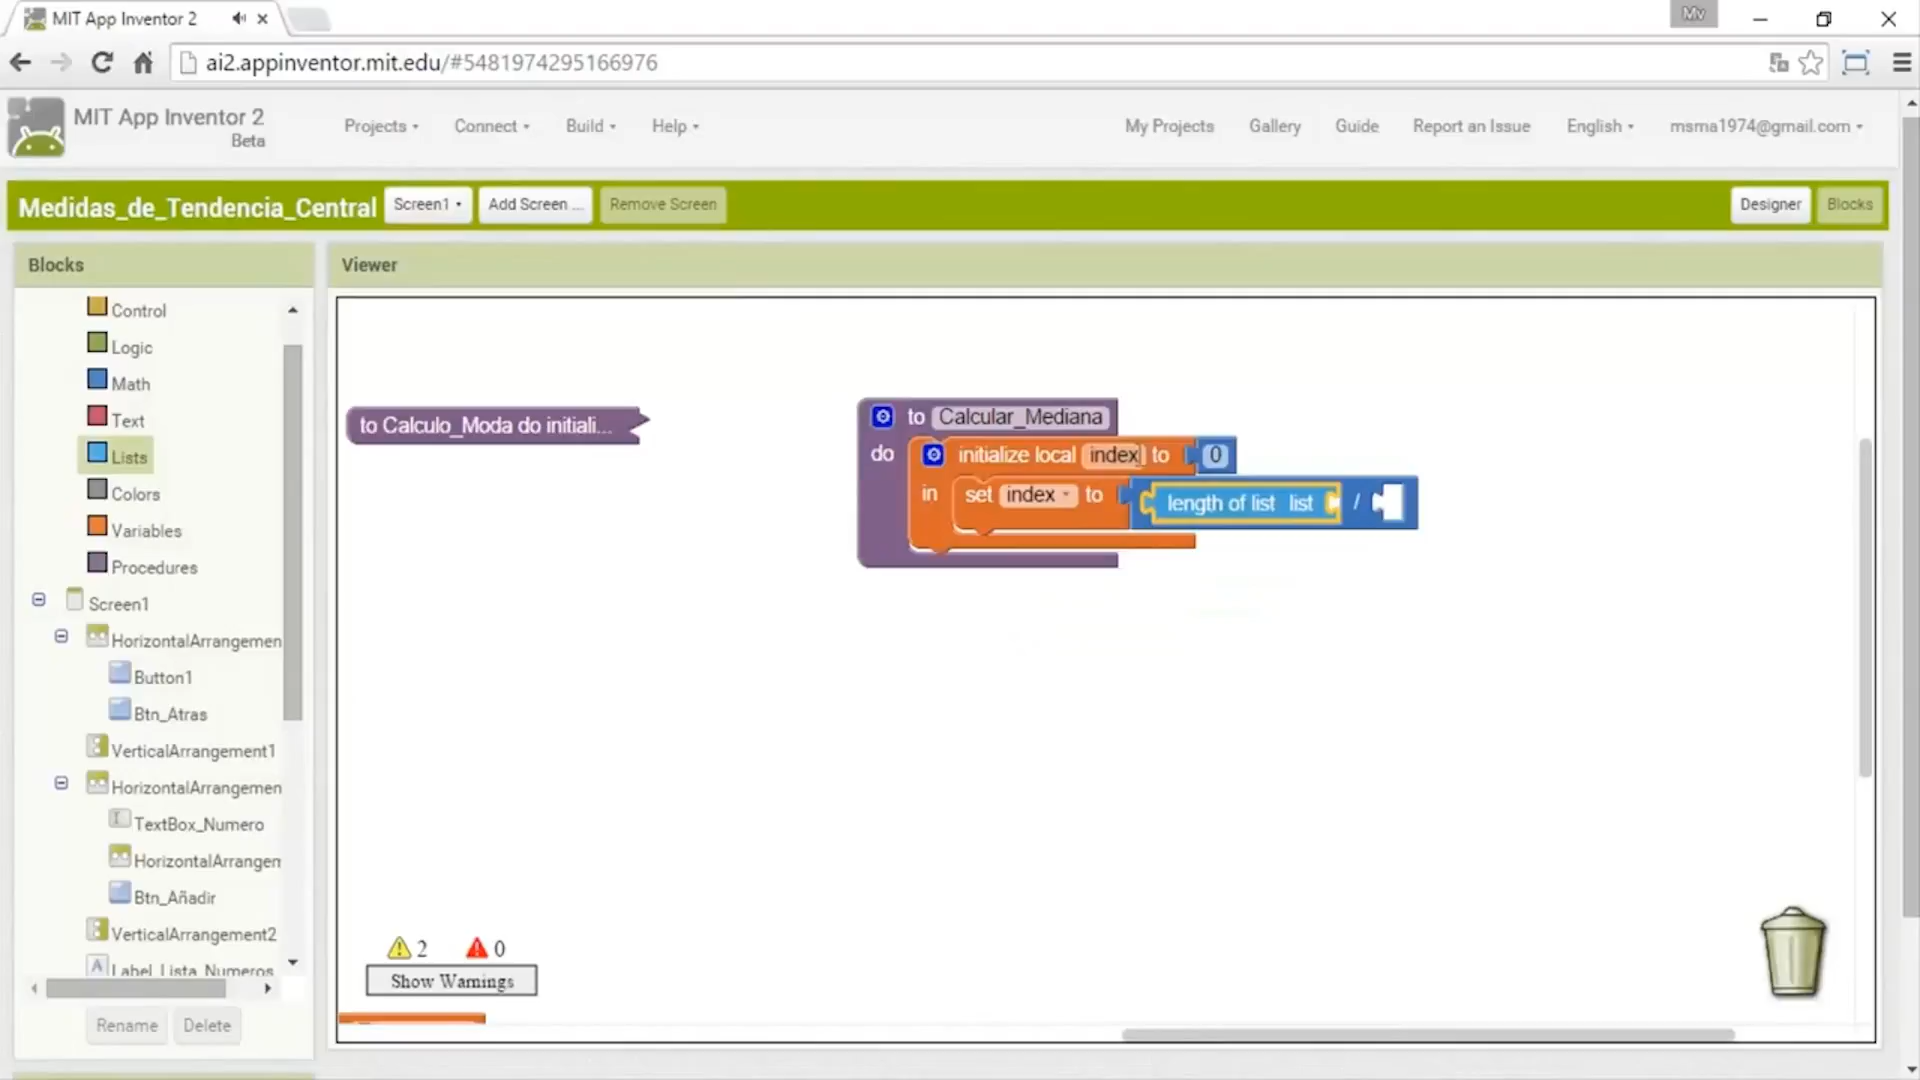 MIT App Inventor 2
Mv
ai2.appinventor.mit.edu/#5481974295166976
MIT App Inventor 2
Beta
Projects
Connect
Build
Help
My Projects
Gallery
Guide
Report an Issue
English
msma1974@gmail.com
Medidas_de_Tendencia_Central
Screen1
Add Screen ...
Remove Screen
Designer
Blocks
Blocks
Viewer
Control
Logic
Math
Text
Lists
Colors
Variables
Procedures
Screen1
HorizontalArrangemen
Button1
Btn_Atras
VerticalArrangement1
HorizontalArrangemen
TextBox_Numero
HorizontalArrangen
Btn_Añadir
VerticalArrangement2
Label_Lista_Numeros
Rename
Delete
to Calculo_Moda do initiali...
to Calcular_Mediana
do initialize local index to 0
in set index to length of list list /
2 0
Show Warnings